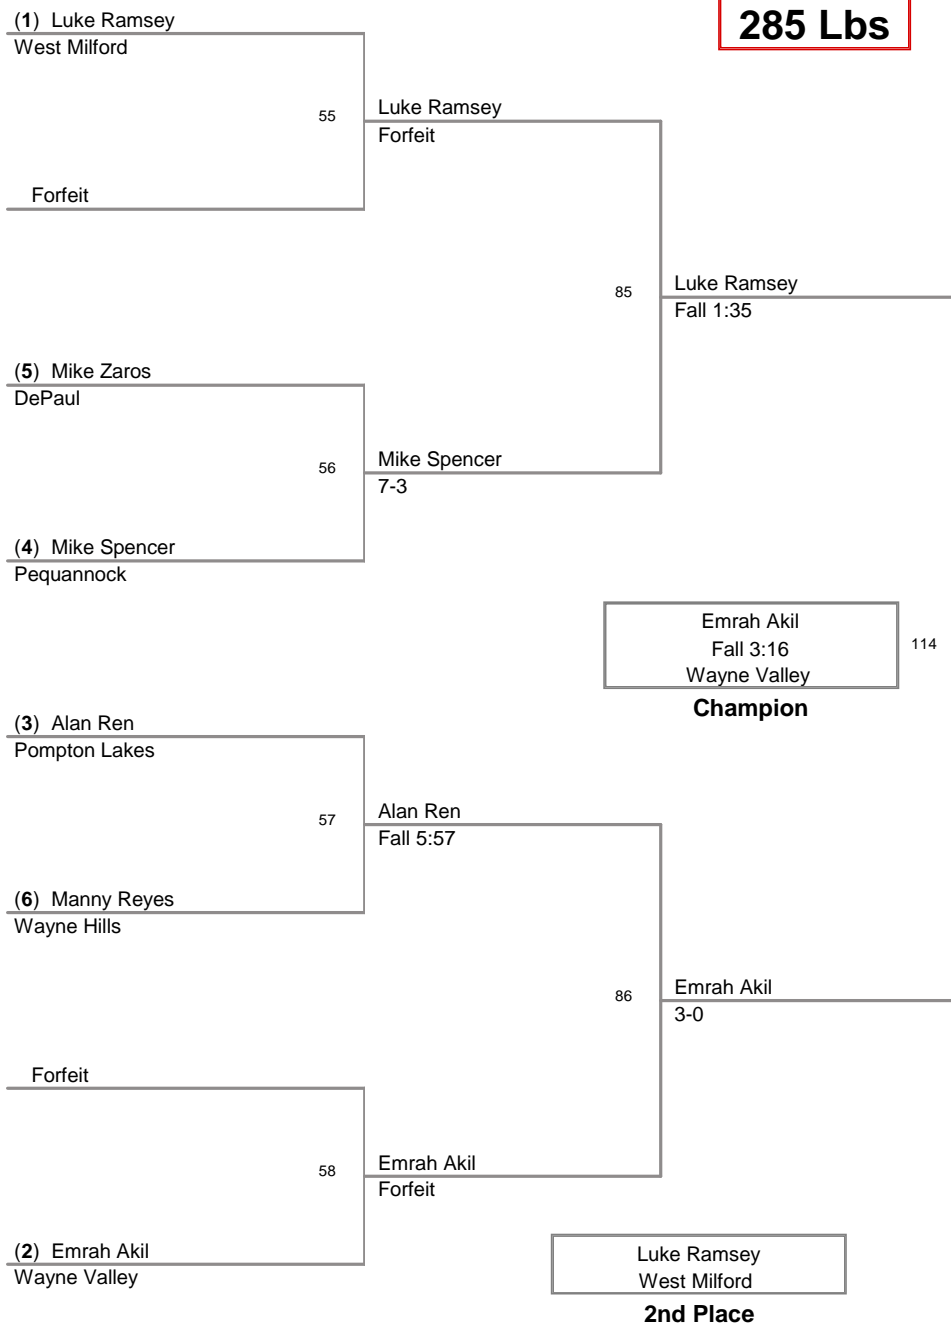 285 Lbs
(1) Luke Ramsey
West Milford
55
Luke Ramsey
Forfeit
Forfeit
85
Luke Ramsey
Fall 1:35
(5) Mike Zaros
DePaul
56
Mike Spencer
7-3
(4) Mike Spencer
Pequannock
Emrah Akil
Fall 3:16
Wayne Valley
114
Champion
(3) Alan Ren
Pompton Lakes
57
Alan Ren
Fall 5:57
(6) Manny Reyes
Wayne Hills
86
Emrah Akil
3-0
Forfeit
58
Emrah Akil
Forfeit
(2) Emrah Akil
Wayne Valley
Luke Ramsey
West Milford
2nd Place